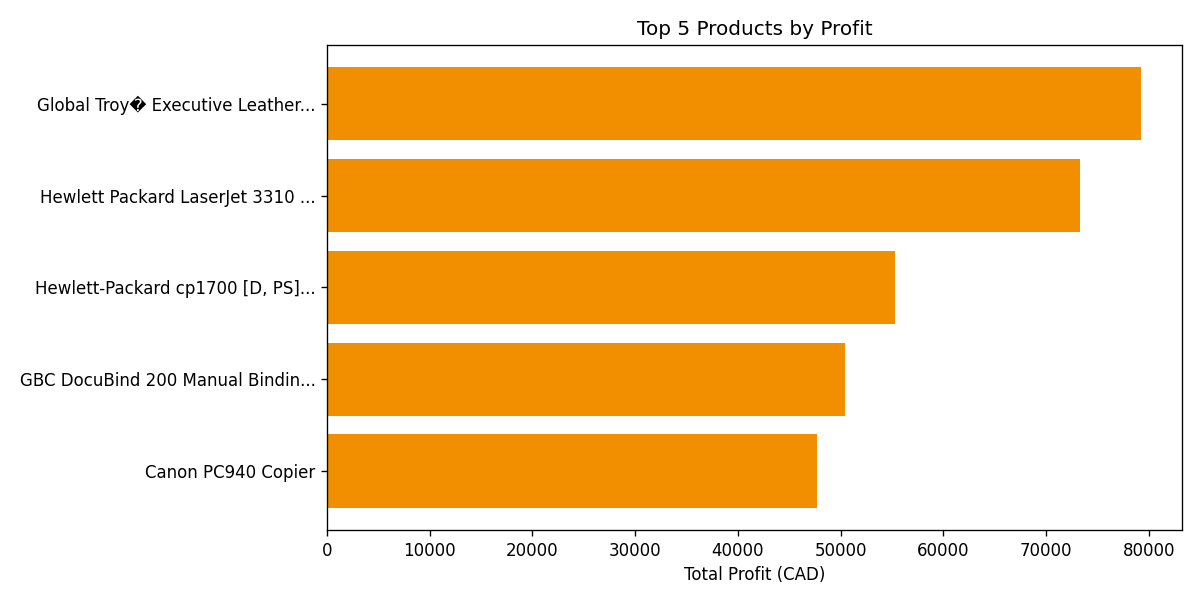 Top 5 Products by Profit
Global Troy� Executive Leather...
Hewlett Packard LaserJet 3310 ...
Hewlett-Packard cp1700 [D, PS]...
GBC DocuBind 200 Manual Bindin...
Canon PC940 Copier
0 10000 20000 30000 40000 50000 60000 70000 80000
Total Profit (CAD)